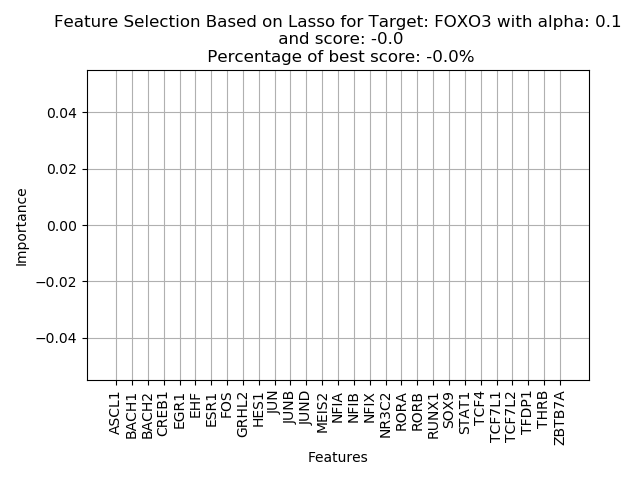 Feature Selection Based on Lasso for Target: FOXO3 with alpha: 0.1
and score: -0.0
Percentage of best score: -0.0%
0.04
0.02
0.00
−0.02
−0.04
Importance
ASCL1
BACH1
BACH2
CREB1
EGR1
EHF
ESR1
FOS
GRHL2
HES1
JUN
JUNB
JUND
MEIS2
NFIA
NFIB
NFIX
NR3C2
RORA
RORB
RUNX1
SOX9
STAT1
TCF4
TCF7L1
TCF7L2
TFDP1
THRB
ZBTB7A
Features